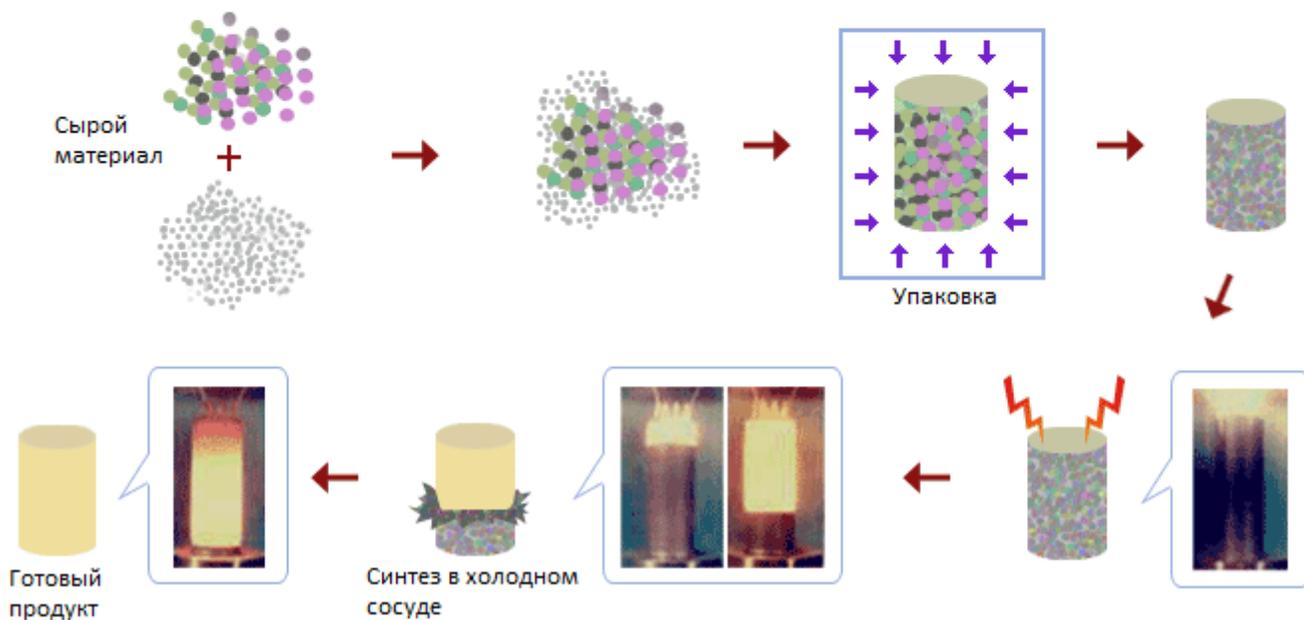 Сырой
материал
Упаковка
Синтез в холодном
сосуде
Готовый
продукт